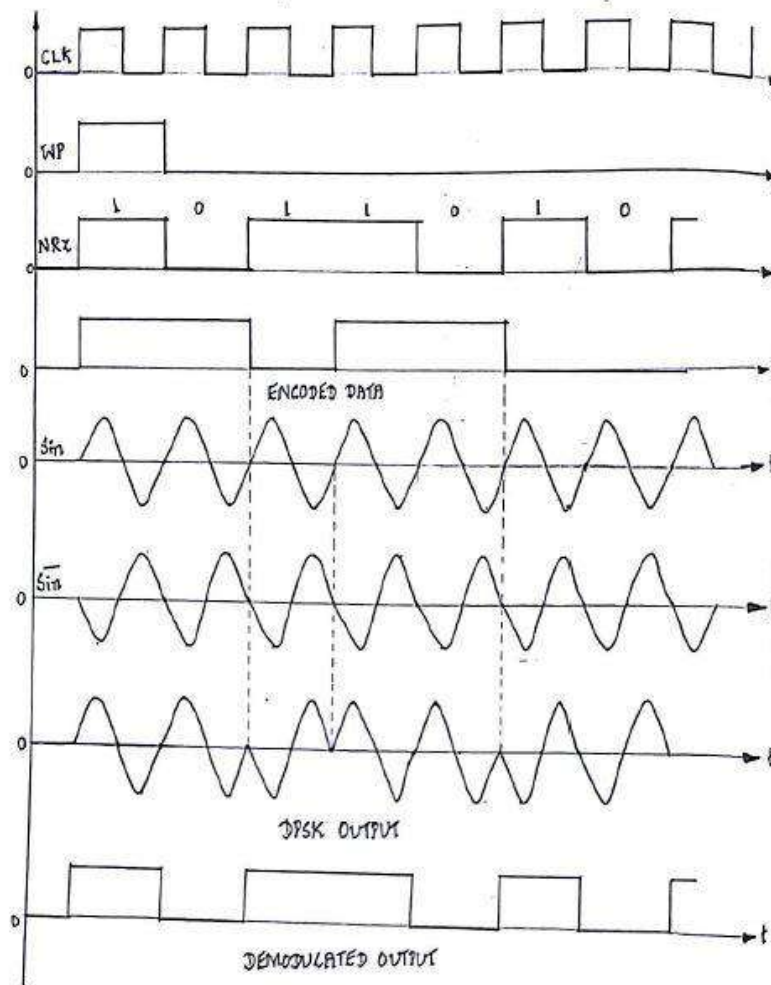 CLK
0
WP
0
1 0 1 1 0 1 0
NRZ
0
0
ENCODED DATA
Sin
0
S̅i̅n̅
0
0
t
DPSK OUTPUT
0
t
DEMODULATED OUTPUT